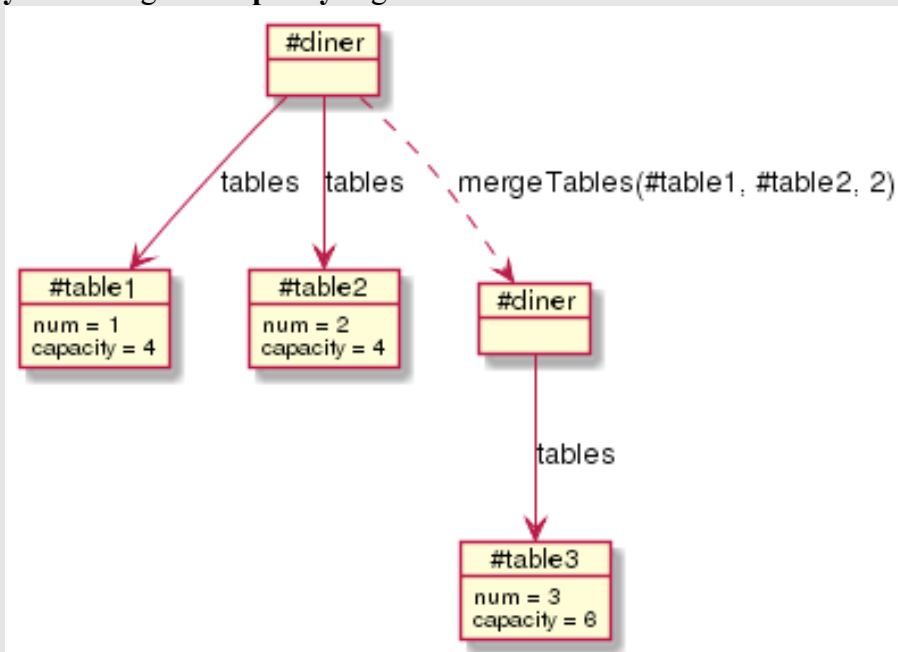 #diner
tables
tables
mergeTables(#table1, #table2, 2)
#table1
num = 1
capacity = 4
#table2
num = 2
capacity = 4
#diner
tables
#table3
num = 3
capacity = 6